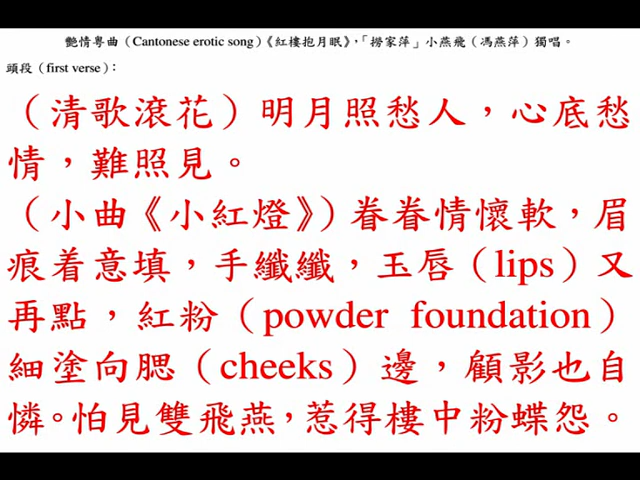 艷情粵曲（Cantonese erotic song）《紅樓抱月眠》，「撈家萍」小燕飛（馮燕萍）獨唱。
頭段（first verse）：
（清歌滾花）明月照愁人，心底愁
情，難照見。
（小曲《小紅燈》）眷眷情懷軟，眉
痕着意填，手纖纖，玉唇（lips）又
再點，紅粉（powder foundation）
細塗向腮（cheeks）邊，顧影也自
憐。怕見雙飛燕，惹得樓中粉蝶怨。